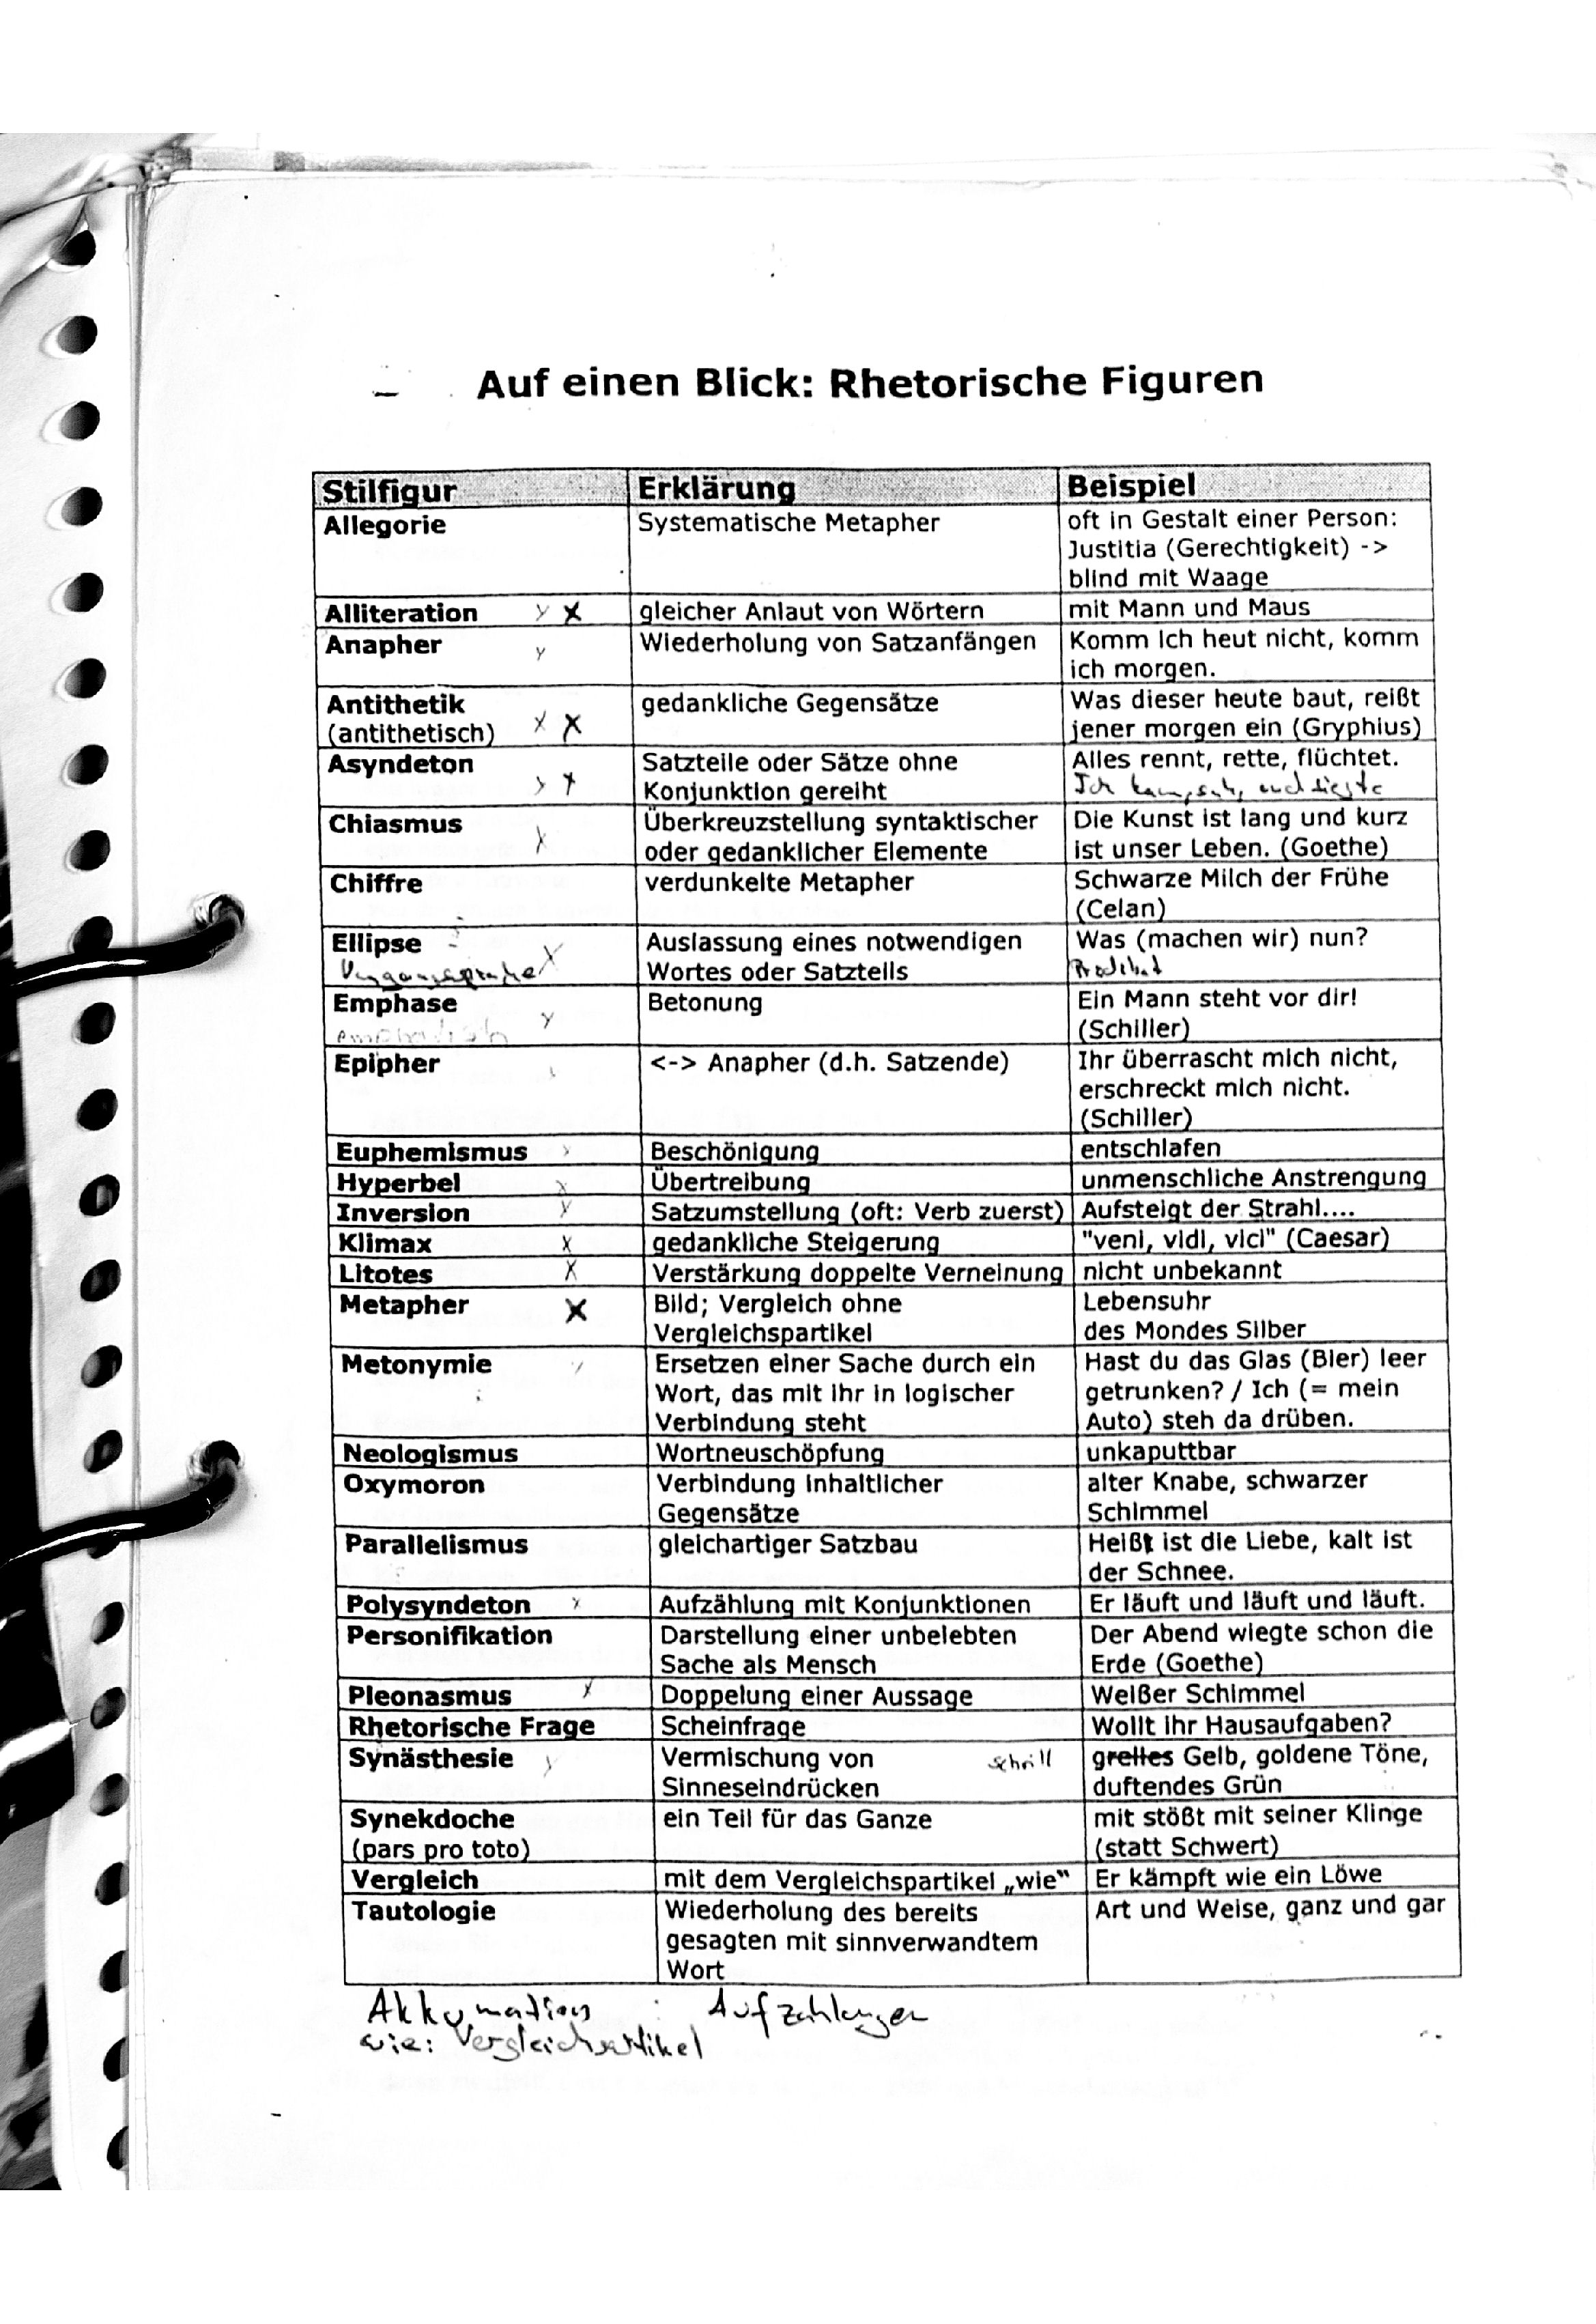 Auf einen Blick: Rhetorische Figuren
Stilfigur Erklärung Beispiel
Allegorie Systematische Metapher oft in Gestalt einer Person:
Justitia (Gerechtigkeit) ->
blind mit Waage
Alliteration gleicher Anlaut von Wörtern mit Mann und Maus
Anapher Wiederholung von Satzanfängen Komm ich heut nicht, komm
ich morgen.
Antithetik gedankliche Gegensätze Was dieser heute baut, reißt
(antithetisch) jener morgen ein (Gryphius)
Asyndeton Satzteile oder Sätze ohne Alles rennt, rette, flüchtet.
Konjunktion gereiht Ich kam, sah, und siegte
Chiasmus Überkreuzstellung syntaktischer Die Kunst ist lang und kurz
oder gedanklicher Elemente ist unser Leben. (Goethe)
Chiffre verdunkelte Metapher Schwarze Milch der Frühe
(Celan)
Ellipse Auslassung eines notwendigen Was (machen wir) nun?
Wortes oder Satzteils Prädikat
Emphase Betonung Ein Mann steht vor dir!
emphatisch (Schiller)
Epipher <-> Anapher (d.h. Satzende) Ihr überrascht mich nicht,
erschreckt mich nicht.
(Schiller)
Euphemismus Beschönigung entschlafen
Hyperbel Übertreibung unmenschliche Anstrengung
Inversion Satzumstellung (oft: Verb zuerst) Aufsteigt der Strahl....
Klimax gedankliche Steigerung "veni, vidi, vici" (Caesar)
Litotes Verstärkung doppelte Verneinung nicht unbekannt
Metapher Bild; Vergleich ohne Lebensuhr
Vergleichspartikel des Mondes Silber
Metonymie Ersetzen einer Sache durch ein Hast du das Glas (Bier) leer
Wort, das mit ihr in logischer getrunken? / Ich (= mein
Verbindung steht Auto) steh da drüben.
Neologismus Wortneuschöpfung unkaputtbar
Oxymoron Verbindung inhaltlicher alter Knabe, schwarzer
Gegensätze Schimmel
Parallelismus gleichartiger Satzbau Heißt ist die Liebe, kalt ist
der Schnee.
Polysyndeton Aufzählung mit Konjunktionen Er läuft und läuft und läuft.
Personifikation Darstellung einer unbelebten Der Abend wiegte schon die
Sache als Mensch Erde (Goethe)
Pleonasmus Doppelung einer Aussage Weißer Schimmel
Rhetorische Frage Scheinfrage Wollt ihr Hausaufgaben?
Synästhesie Vermischung von schrill grelles Gelb, goldene Töne,
Sinneseindrücken duftendes Grün
Synekdoche ein Teil für das Ganze mit stößt mit seiner Klinge
(pars pro toto) (statt Schwert)
Vergleich mit dem Vergleichspartikel „wie“ Er kämpft wie ein Löwe
Tautologie Wiederholung des bereits Art und Weise, ganz und gar
gesagten mit sinnverwandtem
Wort
Akkumation : Aufzahlungen
wie: Vergleichsartikel